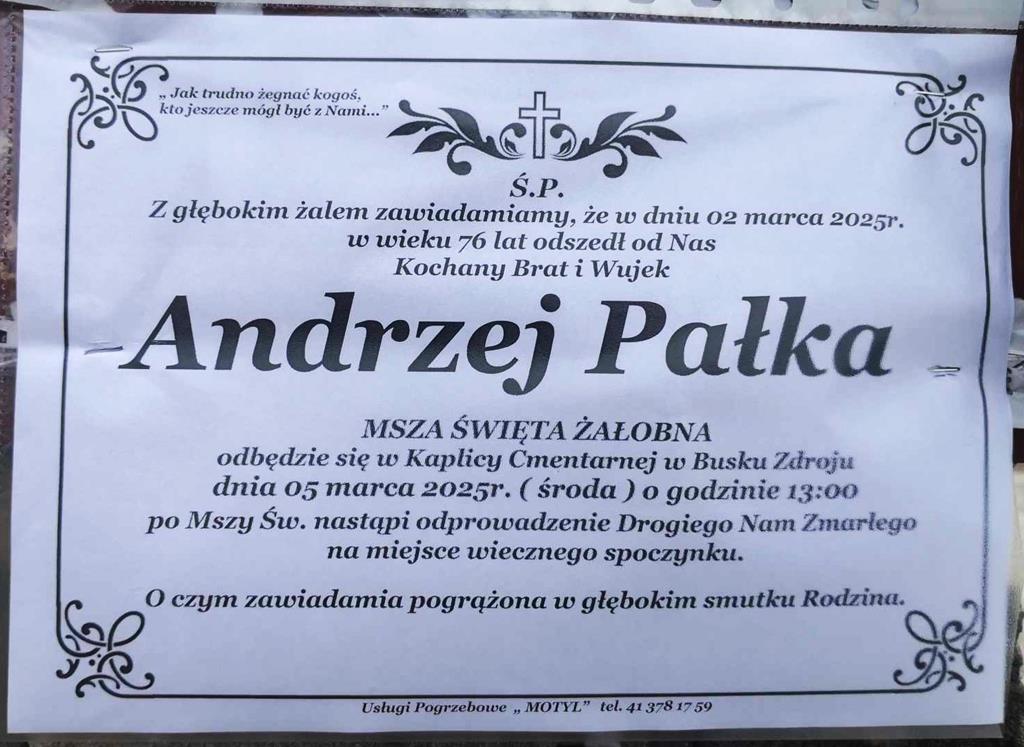 „ Jak trudno żegnać kogoś,
kto jeszcze mógł być z Nami..."
Ś.P.
Z głębokim żalem zawiadamiamy, że w dniu 02 marca 2025r.
w wieku 76 lat odszedł od Nas
Kochany Brat i Wujek
Andrzej Pałka
MSZA ŚWIĘTA ŻAŁOBNA
odbędzie się w Kaplicy Cmentarnej w Busku Zdroju
dnia 05 marca 2025r. ( środa ) o godzinie 13:00
po Mszy Św. nastąpi odprowadzenie Drogiego Nam Zmarłego
na miejsce wiecznego spoczynku.
O czym zawiadamia pogrążona w głębokim smutku Rodzina.
Usługi Pogrzebowe „ MOTYL" tel. 41 378 17 59